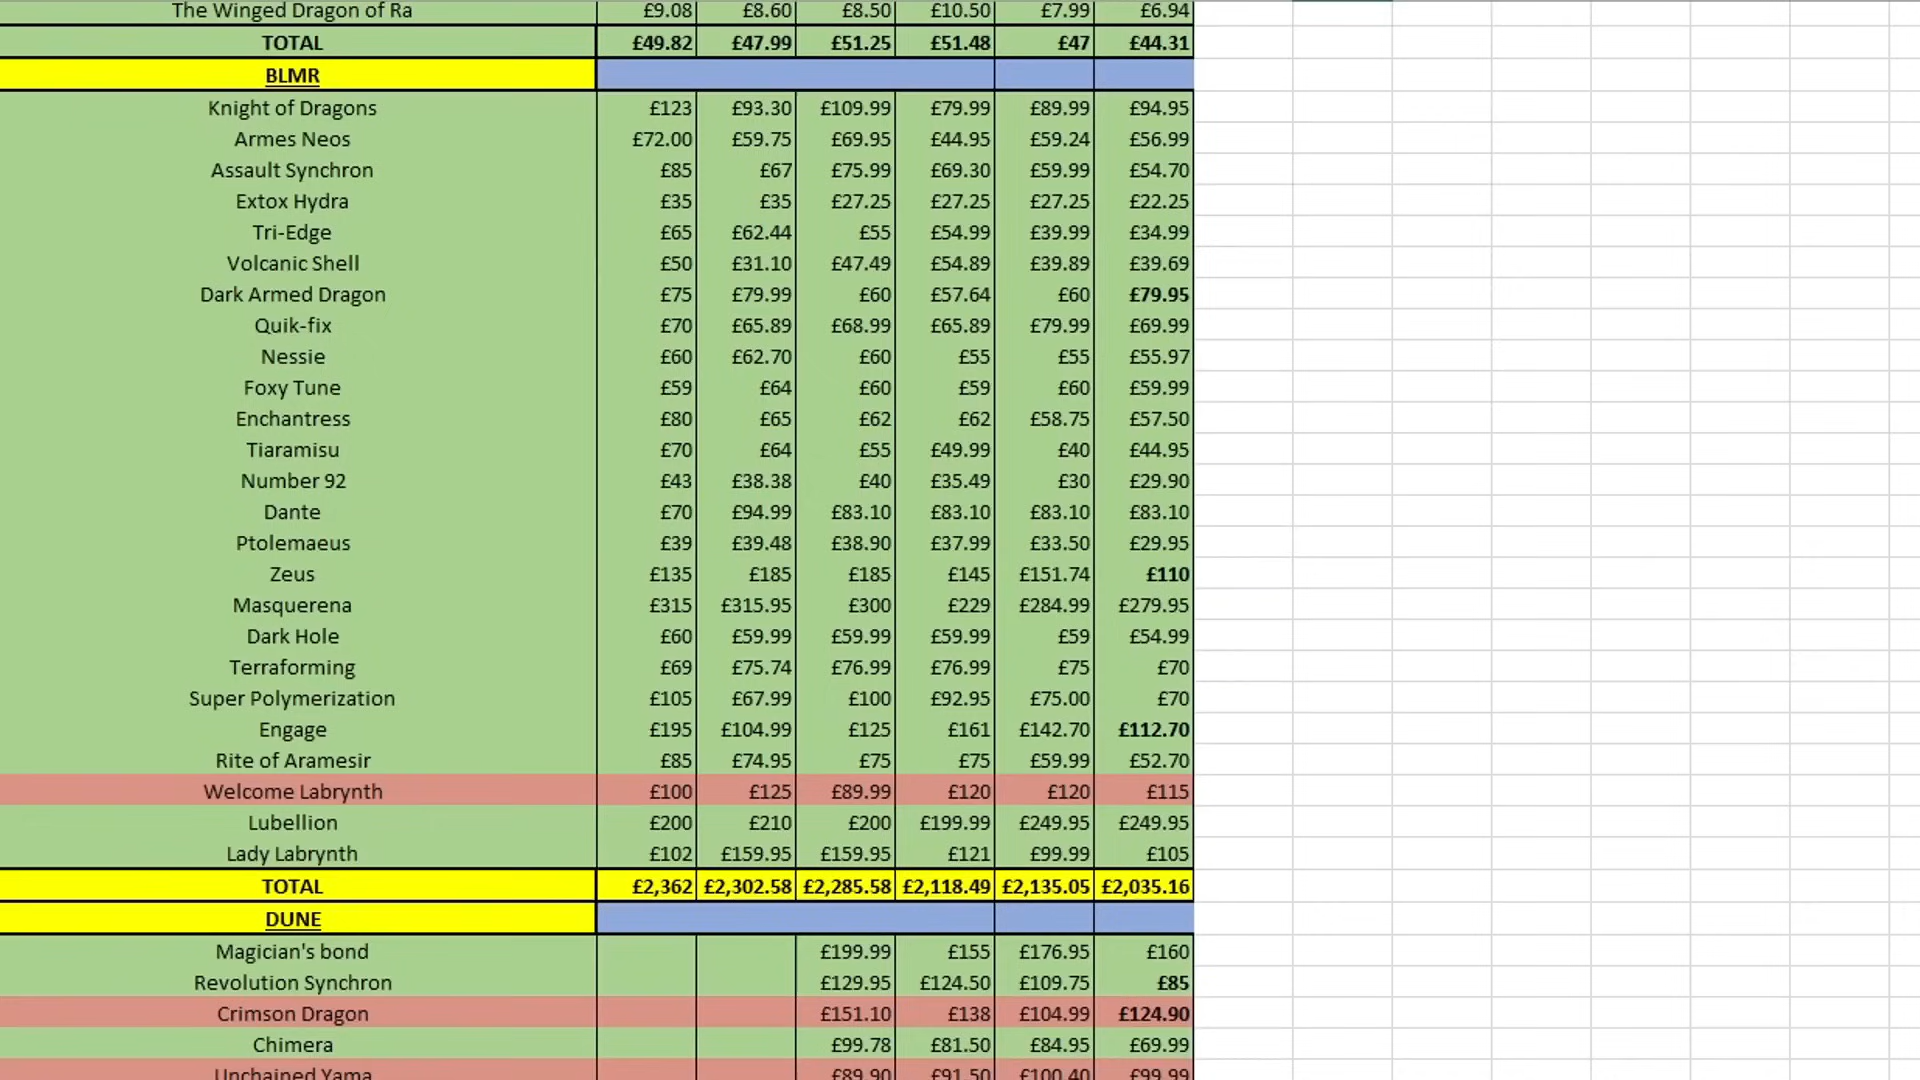 The Winged Dragon of Ra £9.08 £8.60 £8.50 £10.50 £7.99 £6.94
TOTAL £49.82 £47.99 £51.25 £51.48 £47 £44.31
BLMR
Knight of Dragons £123 £93.30 £109.99 £79.99 £89.99 £94.95
Armes Neos £72.00 £59.75 £69.95 £44.95 £59.24 £56.99
Assault Synchron £85 £67 £75.99 £69.30 £59.99 £54.70
Extox Hydra £35 £35 £27.25 £27.25 £27.25 £22.25
Tri-Edge £65 £62.44 £55 £54.99 £39.99 £34.99
Volcanic Shell £50 £31.10 £47.49 £54.89 £39.89 £39.69
Dark Armed Dragon £75 £79.99 £60 £57.64 £60 £79.95
Quik-fix £70 £65.89 £68.99 £65.89 £79.99 £69.99
Nessie £60 £62.70 £60 £55 £55 £55.97
Foxy Tune £59 £64 £60 £59 £60 £59.99
Enchantress £80 £65 £62 £62 £58.75 £57.50
Tiaramisu £70 £64 £55 £49.99 £40 £44.95
Number 92 £43 £38.38 £40 £35.49 £30 £29.90
Dante £70 £94.99 £83.10 £83.10 £83.10 £83.10
Ptolemaeus £39 £39.48 £38.90 £37.99 £33.50 £29.95
Zeus £135 £185 £185 £145 £151.74 £110
Masquerena £315 £315.95 £300 £229 £284.99 £279.95
Dark Hole £60 £59.99 £59.99 £59.99 £59 £54.99
Terraforming £69 £75.74 £76.99 £76.99 £75 £70
Super Polymerization £105 £67.99 £100 £92.95 £75.00 £70
Engage £195 £104.99 £125 £161 £142.70 £112.70
Rite of Aramesir £85 £74.95 £75 £75 £59.99 £52.70
Welcome Labrynth £100 £125 £89.99 £120 £120 £115
Lubellion £200 £210 £200 £199.99 £249.95 £249.95
Lady Labrynth £102 £159.95 £159.95 £121 £99.99 £105
TOTAL £2,362 £2,302.58 £2,285.58 £2,118.49 £2,135.05 £2,035.16
DUNE
Magician's bond £199.99 £155 £176.95 £160
Revolution Synchron £129.95 £124.50 £109.75 £85
Crimson Dragon £151.10 £138 £104.99 £124.90
Chimera £99.78 £81.50 £84.95 £69.99
Unchained Yama £89.90 £91.50 £100.40 £99.99